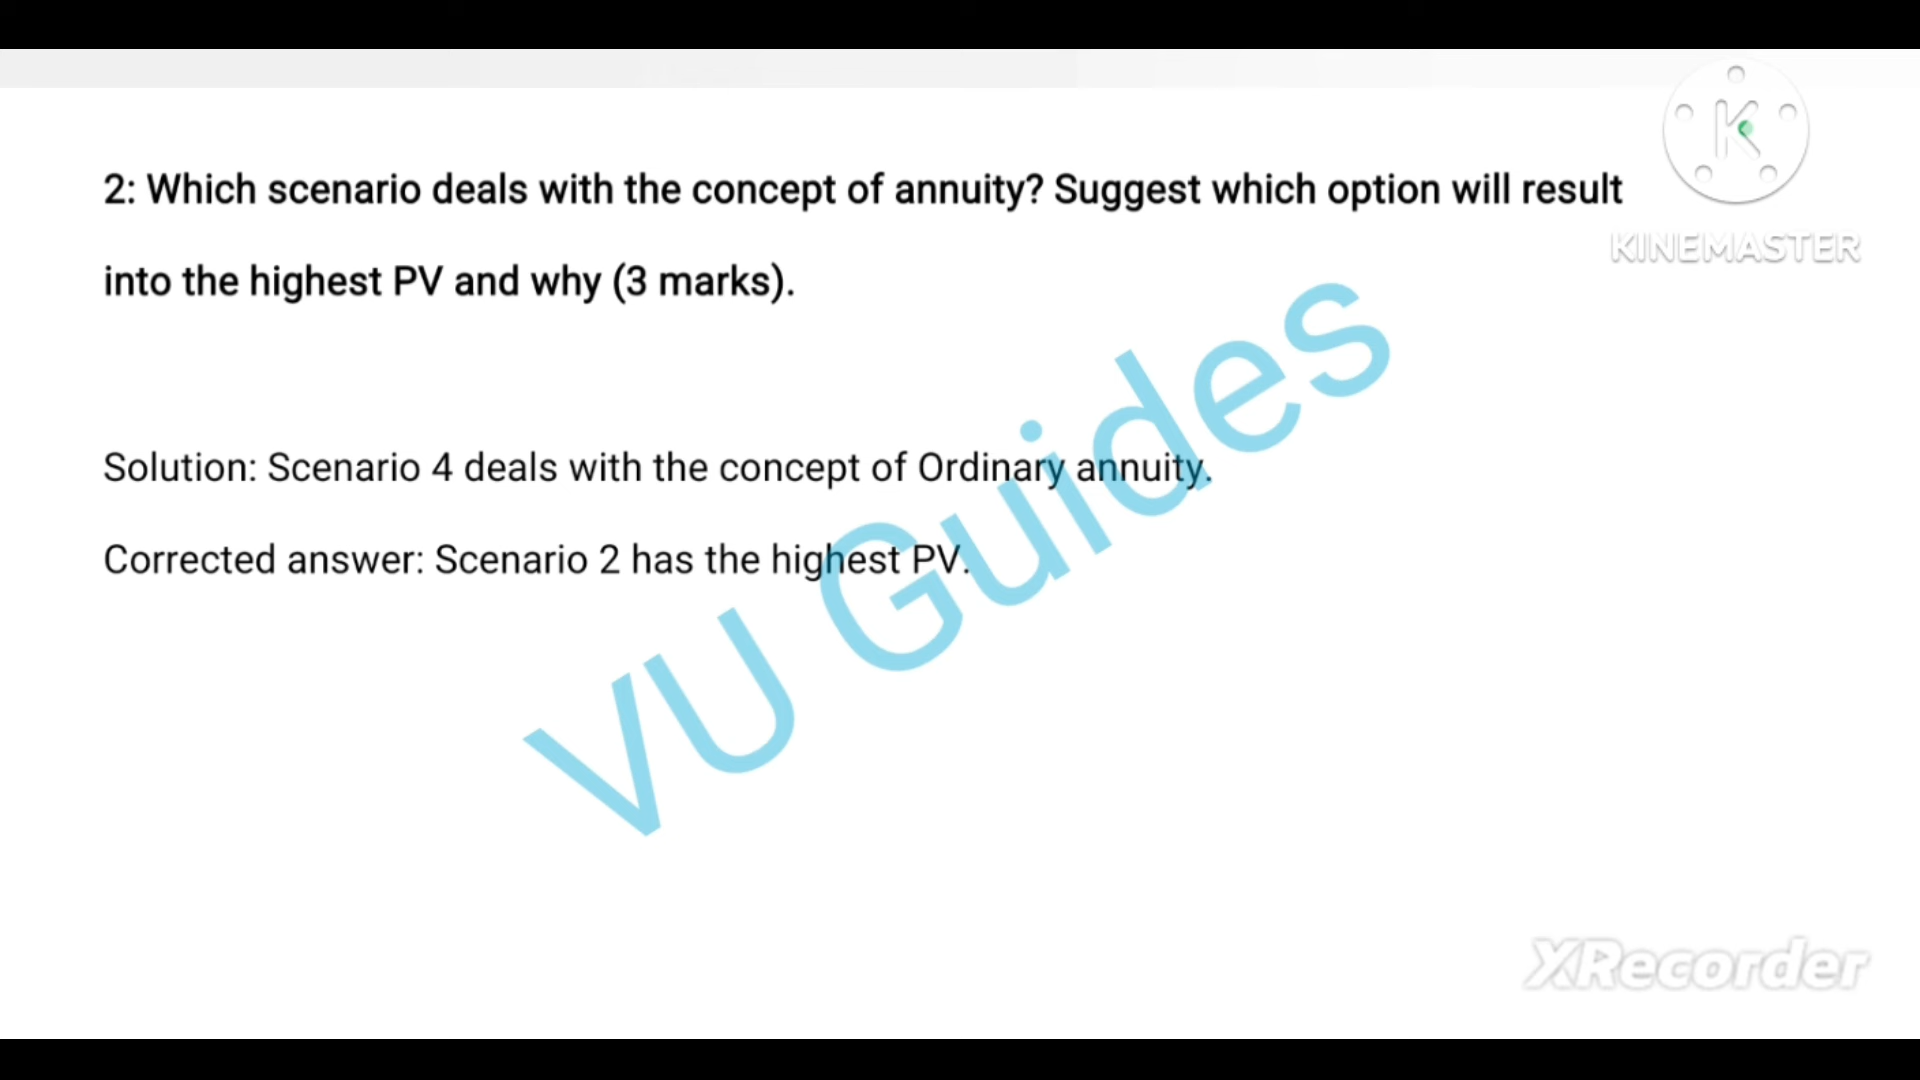 2: Which scenario deals with the concept of annuity? Suggest which option will result
into the highest PV and why (3 marks).
Solution: Scenario 4 deals with the concept of Ordinary annuity.
Corrected answer: Scenario 2 has the highest PV.
VU Guides
K
KINEMASTER
XRecorder